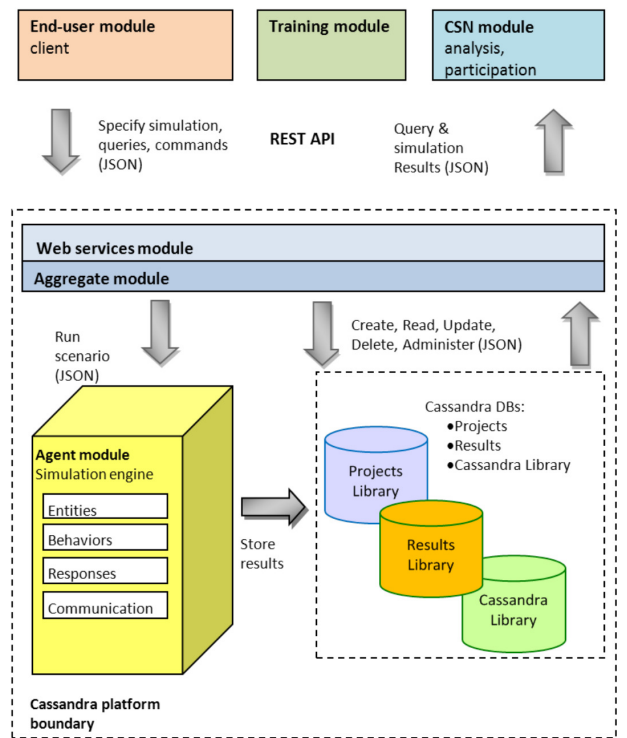 End-user module
client
Training module
CSN module
analysis,
participation
Specify simulation,
queries, commands
(JSON)
REST API
Query &
simulation
Results (JSON)
Web services module
Aggregate module
Run
scenario
(JSON)
Create, Read, Update,
Delete, Administer (JSON)
Agent module
Simulation engine
Entities
Behaviors
Responses
Communication
Store
results
Cassandra DBs:
●Projects
●Results
●Cassandra Library
Projects
Library
Results
Library
Cassandra
Library
Cassandra platform
boundary